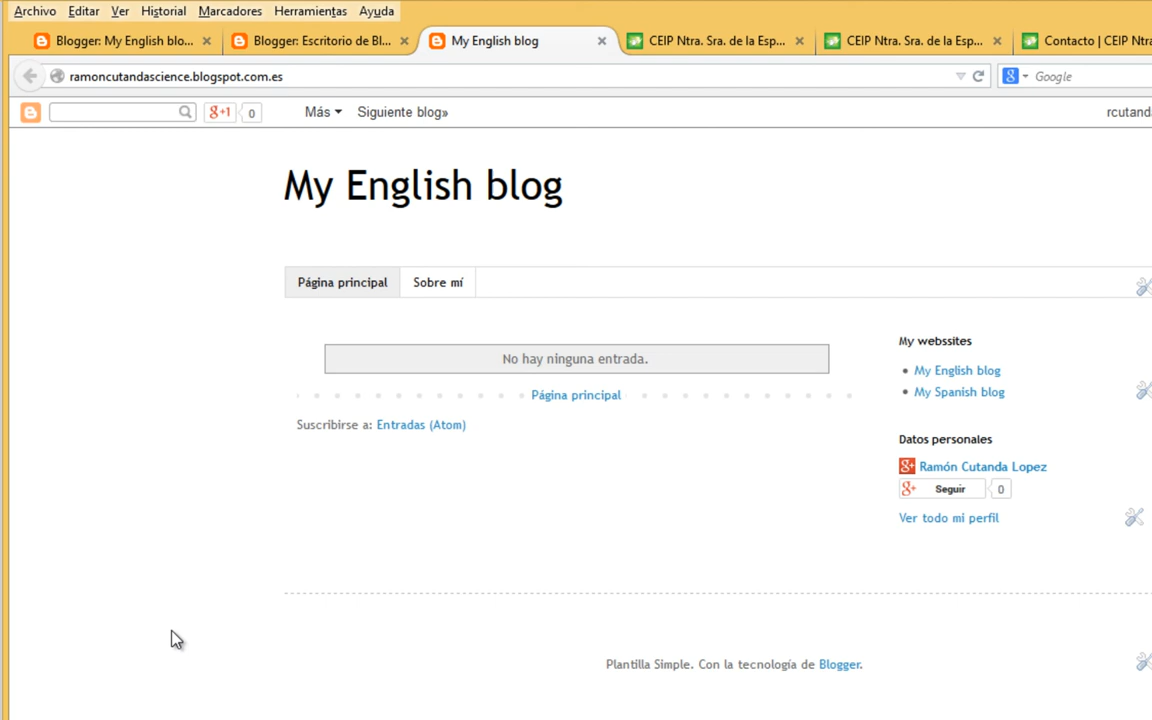 Archivo Editar Ver Historial Marcadores Herramientas Ayuda
Blogger: My English blo... Blogger: Escritorio de Bl... My English blog CEIP Ntra. Sra. de la Esp... CEIP Ntra. Sra. de la Esp... Contacto | CEIP Ntra
ramoncutandascience.blogspot.com.es Google
g+1 0 Más Siguiente blog» rcutanda
My English blog
Página principal Sobre mí
No hay ninguna entrada.
Página principal
Suscribirse a: Entradas (Atom)
My webssites
My English blog
My Spanish blog
Datos personales
Ramón Cutanda Lopez
Seguir 0
Ver todo mi perfil
Plantilla Simple. Con la tecnología de Blogger.